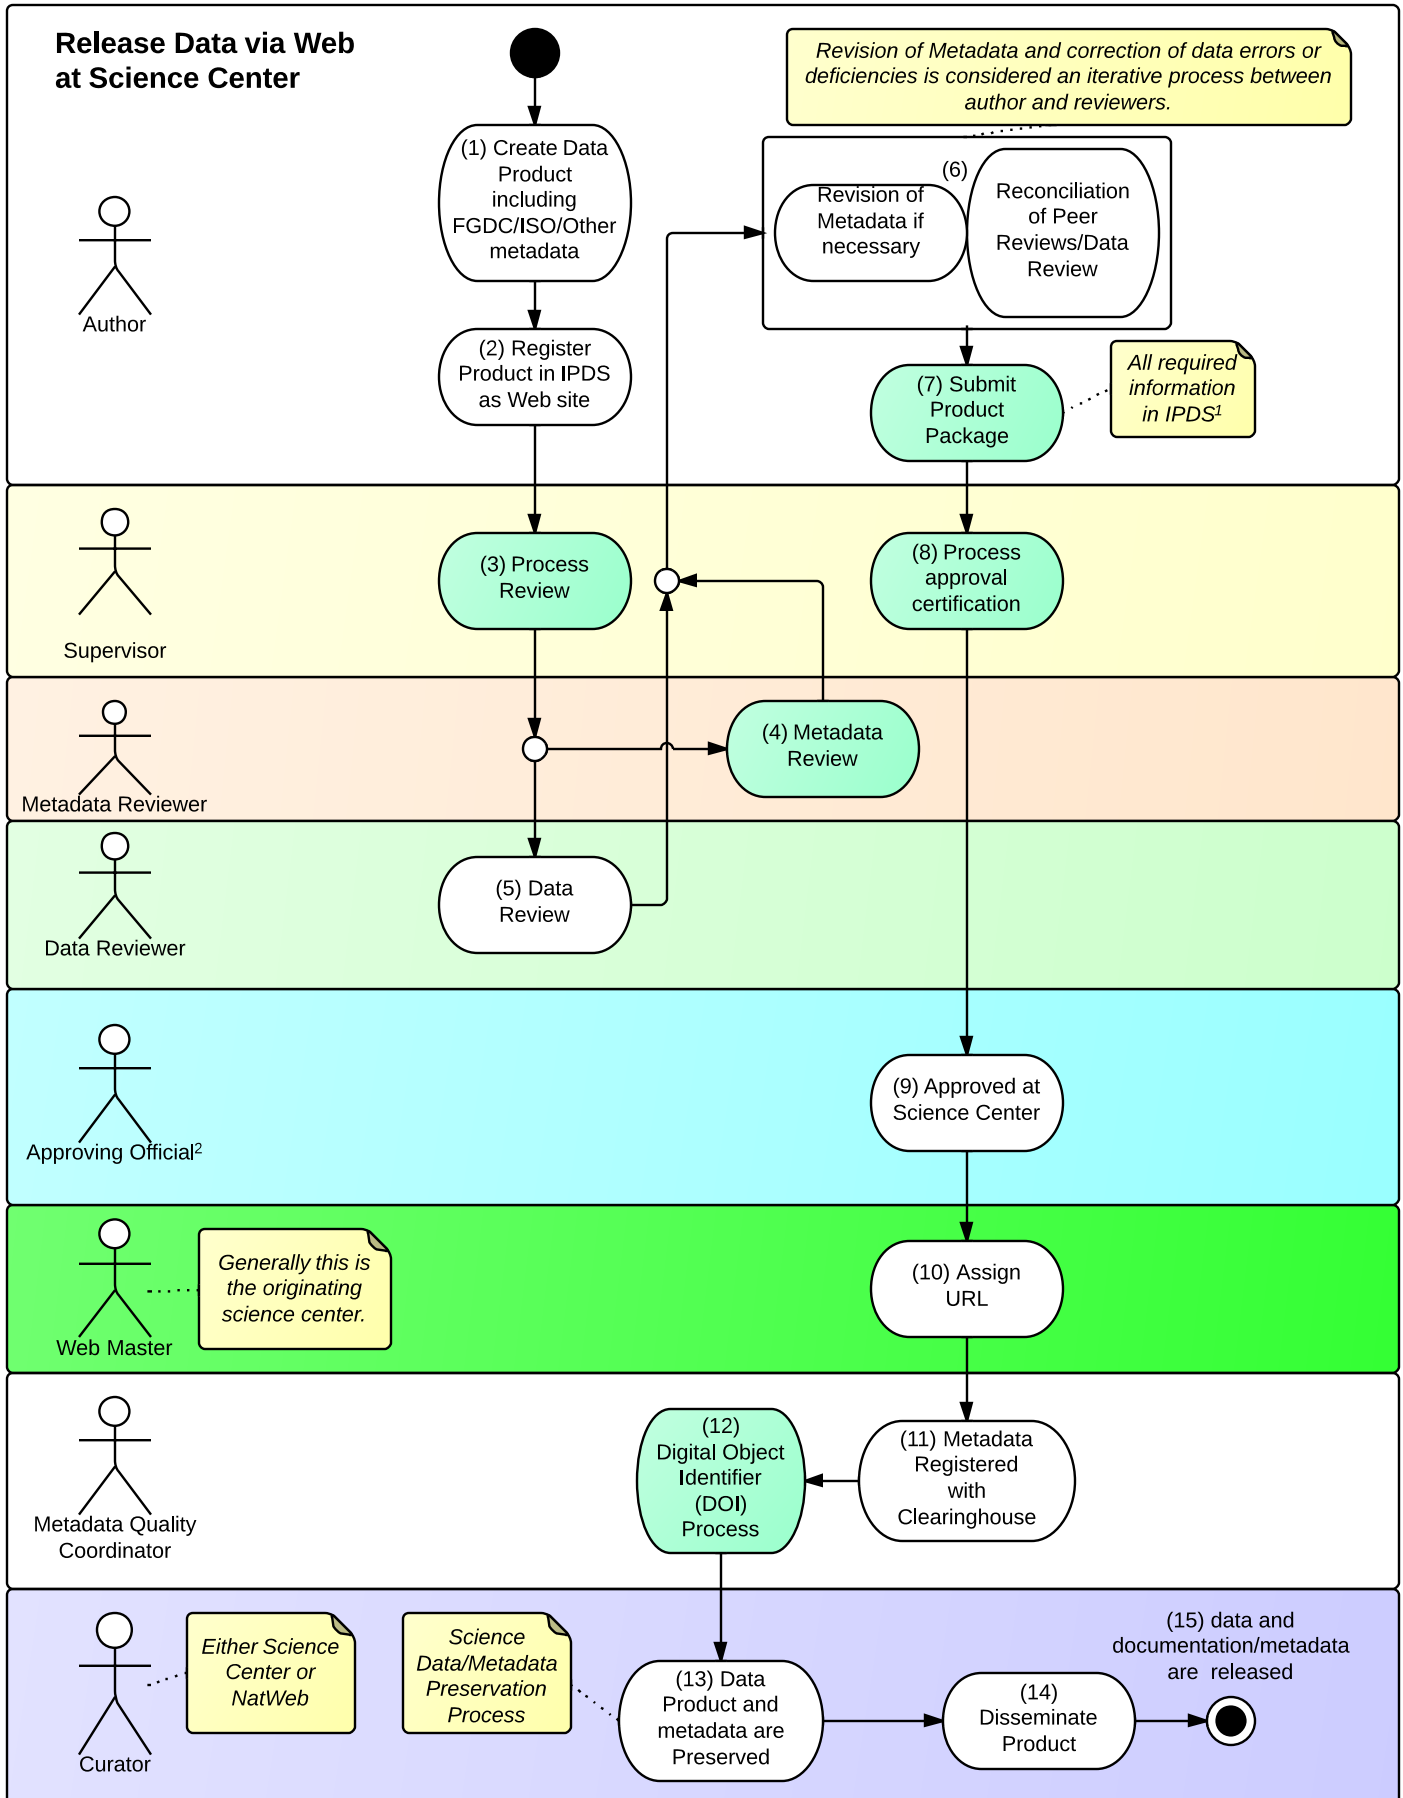 Release Data via Web
at Science Center
Revision of Metadata and correction of data errors or
deficiencies is considered an iterative process between
author and reviewers.
(1) Create Data
Product
including
FGDC/ISO/Other
metadata
(6)
Revision of
Metadata if
necessary
Reconciliation
of Peer
Reviews/Data
Review
Author
(2) Register
Product in IPDS
as Web site
(7) Submit
Product
Package
All required
information
in IPDS¹
(3) Process
Review
(8) Process
approval
certification
Supervisor
(4) Metadata
Review
Metadata Reviewer
(5) Data
Review
Data Reviewer
(9) Approved at
Science Center
Approving Official²
Generally this is
the originating
science center.
(10) Assign
URL
Web Master
(12)
Digital Object
Identifier
(DOI)
Process
(11) Metadata
Registered
with
Clearinghouse
Metadata Quality
Coordinator
Either Science
Center or
NatWeb
Science
Data/Metadata
Preservation
Process
(13) Data
Product and
metadata are
Preserved
(14)
Disseminate
Product
(15) data and
documentation/metadata
are released
Curator